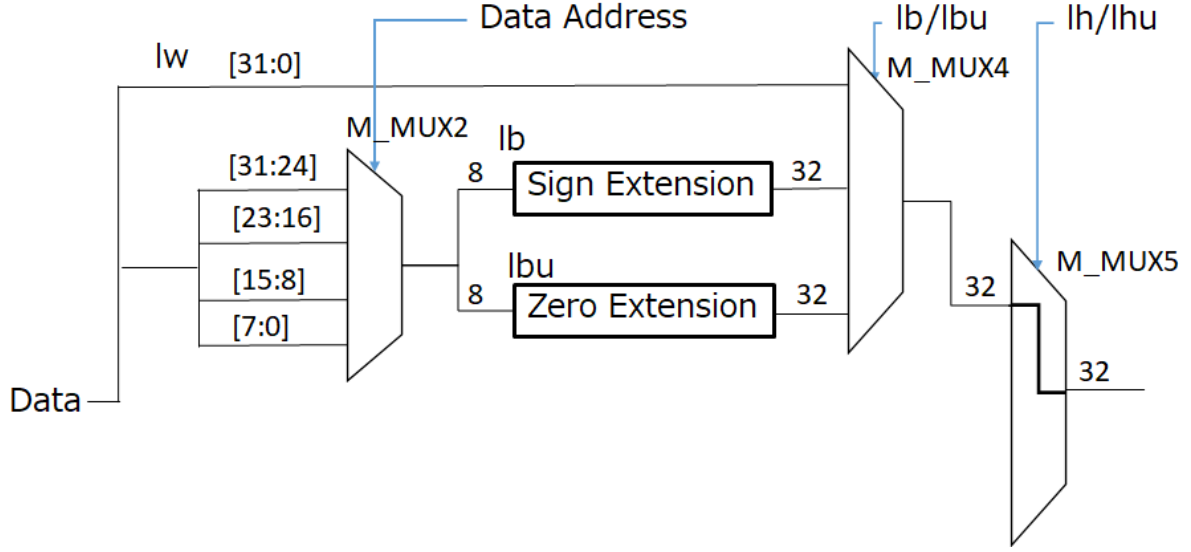 Data Address
lb/lbu
lh/lhu
lw
[31:0]
M_MUX4
M_MUX2
lb
[31:24]
8
Sign Extension
32
[23:16]
lbu
M_MUX5
[15:8]
8
Zero Extension
32
32
[7:0]
32
Data